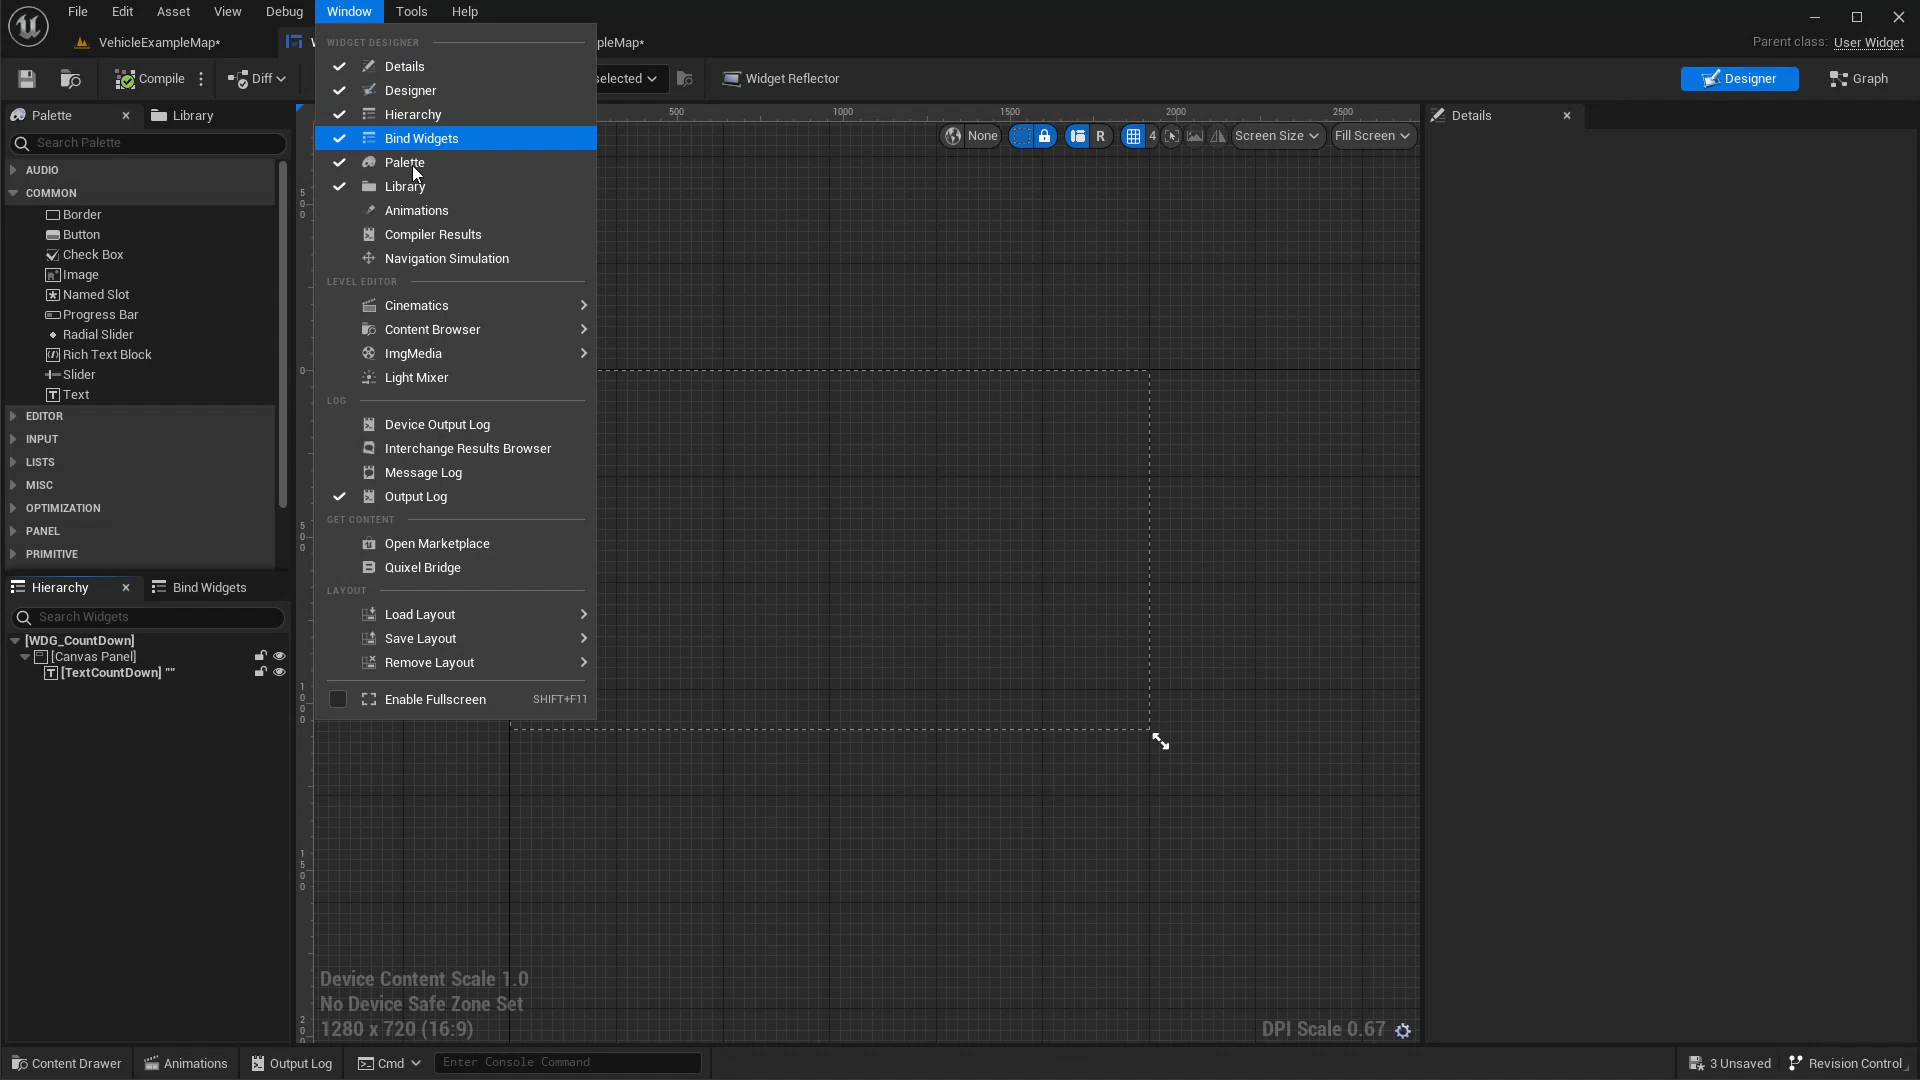 File Edit Asset View Debug Window Tools Help
VehicleExampleMap*
pleMap*
Parent class: User Widget
Compile
Diff
selected
Widget Reflector
Designer
Graph
Palette
Library
Search Palette
AUDIO
COMMON
Border
Button
Check Box
Image
Named Slot
Progress Bar
Radial Slider
Rich Text Block
Slider
Text
EDITOR
INPUT
LISTS
MISC
OPTIMIZATION
PANEL
PRIMITIVE
Hierarchy
Bind Widgets
Search Widgets
[WDG_CountDown]
[Canvas Panel]
[TextCountDown] ""
WIDGET DESIGNER
Details
Designer
Hierarchy
Bind Widgets
Palette
Library
Animations
Compiler Results
Navigation Simulation
LEVEL EDITOR
Cinematics
Content Browser
ImgMedia
Light Mixer
LOG
Device Output Log
Interchange Results Browser
Message Log
Output Log
GET CONTENT
Open Marketplace
Quixel Bridge
LAYOUT
Load Layout
Save Layout
Remove Layout
Enable Fullscreen SHIFT+F11
500 1000 1500 2000 2500
None
R
4
Screen Size
Fill Screen
500
0
500
1000
1500
20
Device Content Scale 1.0
No Device Safe Zone Set
1280 x 720 (16:9)
DPI Scale 0.67
Details
Content Drawer
Animations
Output Log
Cmd
Enter Console Command
3 Unsaved
Revision Control